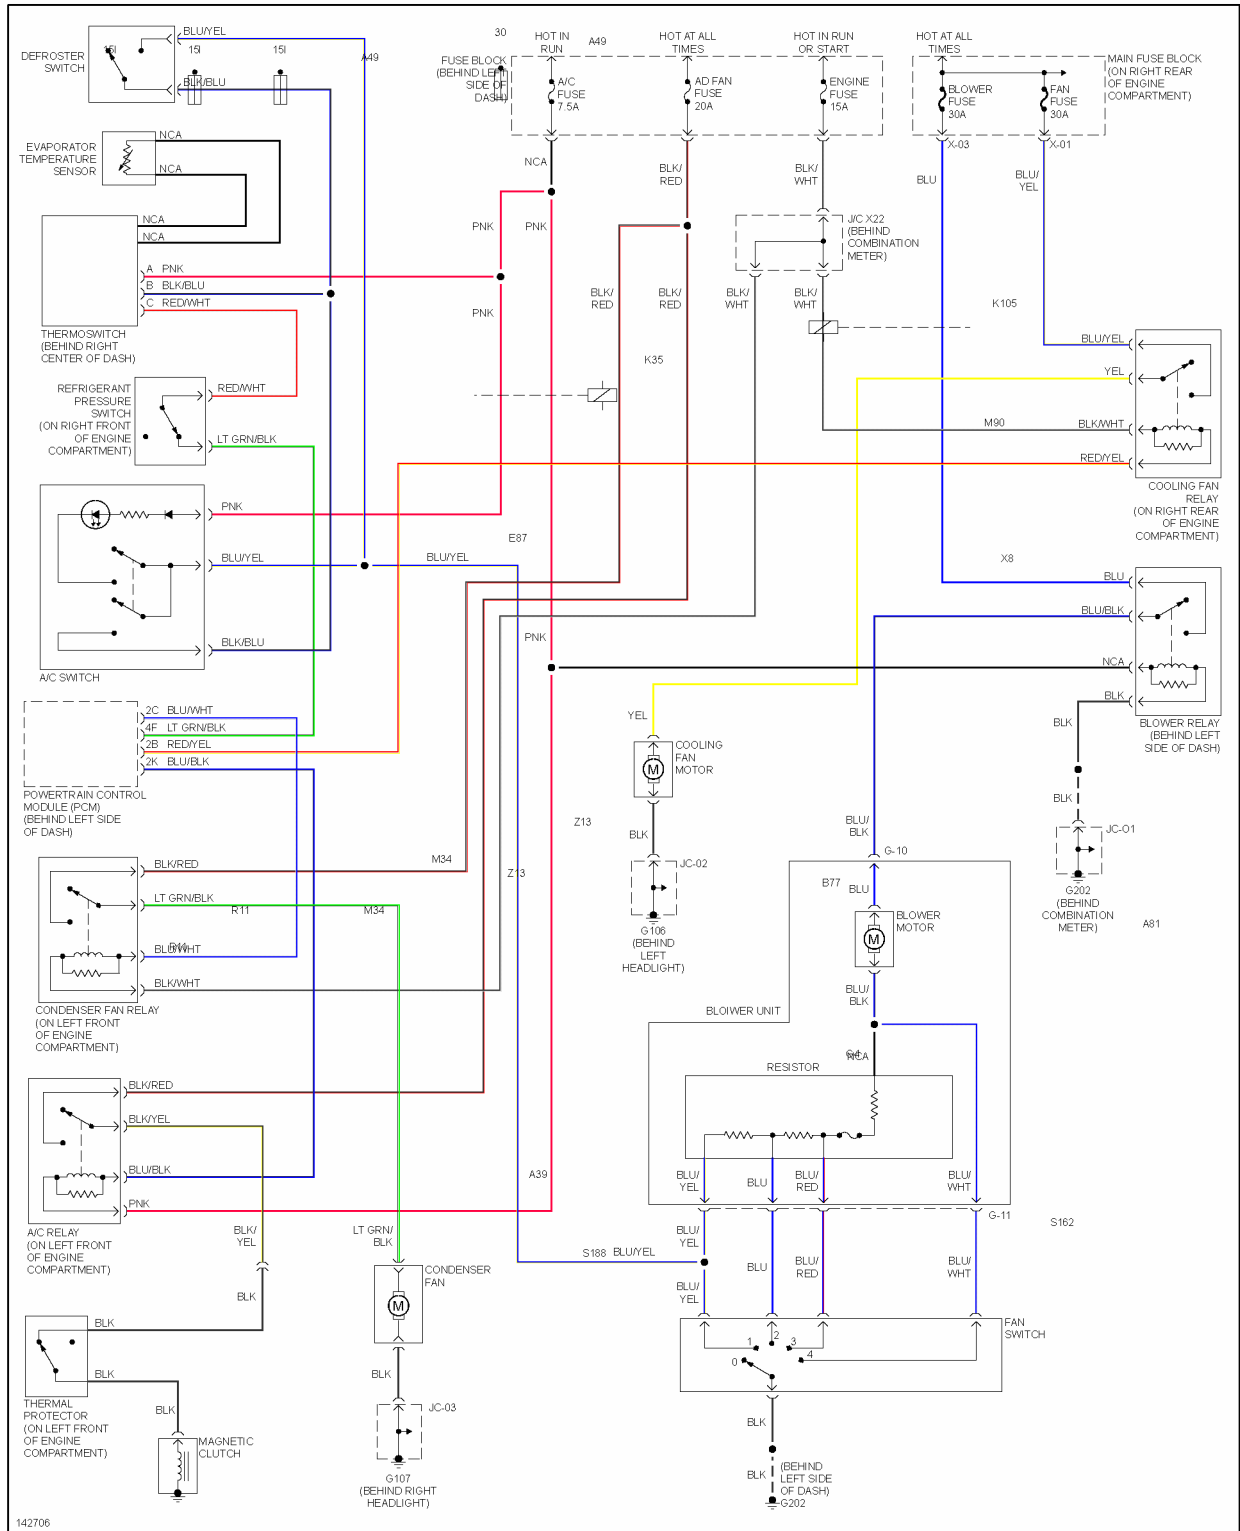 BLU/YEL
15I
15I
15I
A49
DEFROSTER
SWITCH
BLK/BLU
30
HOT IN
RUN
A49
HOT AT ALL
TIMES
HOT IN RUN
OR START
HOT AT ALL
TIMES
FUSE BLOCK
(BEHIND LEFT
SIDE OF
DASH)
A/C
FUSE
7.5A
AD FAN
FUSE
20A
ENGINE
FUSE
15A
BLOWER
FUSE
30A
FAN
FUSE
30A
MAIN FUSE BLOCK
(ON RIGHT REAR
OF ENGINE
COMPARTMENT)
X-03
X-01
EVAPORATOR
TEMPERATURE
SENSOR
NCA
NCA
NCA
BLK/
RED
BLK/
WHT
BLU
BLU/
YEL
NCA
NCA
PNK
PNK
J/C X22
(BEHIND
COMBINATION
METER)
A PNK
B BLK/BLU
C RED/WHT
PNK
BLK/
RED
BLK/
RED
BLK/
WHT
BLK/
WHT
K105
THERMOSWITCH
(BEHIND RIGHT
CENTER OF DASH)
K35
BLU/YEL
YEL
BLK/WHT
RED/YEL
M90
COOLING FAN
RELAY
(ON RIGHT REAR
OF ENGINE
COMPARTMENT)
REFRIGERANT
PRESSURE
SWITCH
(ON RIGHT FRONT
OF ENGINE
COMPARTMENT)
RED/WHT
LT GRN/BLK
PNK
BLU/YEL
BLU/YEL
E87
X8
BLK/BLU
A/C SWITCH
PNK
BLU
BLU/BLK
NCA
BLK
BLOWER RELAY
(BEHIND LEFT
SIDE OF DASH)
2C BLU/WHT
4F LT GRN/BLK
2B RED/YEL
2K BLU/BLK
POWERTRAIN CONTROL
MODULE (PCM)
(BEHIND LEFT SIDE
OF DASH)
YEL
COOLING
FAN
MOTOR
M
BLK
BLK
BLK
JC-O1
G202
(BEHIND
COMBINATION
METER)
A81
Z13
BLK
JC-02
G106
(BEHIND
LEFT
HEADLIGHT)
BLU/
BLK
G-10
B77
BLU
BLOWER
MOTOR
M
BLU/
BLK
BLK/RED
M34
Z13
LT GRN/BLK
R11
M34
BLU/WHT
R11
BLK/WHT
CONDENSER FAN RELAY
(ON LEFT FRONT
OF ENGINE
COMPARTMENT)
BLOIWER UNIT
G4
NCA
RESISTOR
BLU/
YEL
BLU
BLU/
RED
BLU/
WHT
G-11
S162
BLK/RED
BLK/YEL
BLU/BLK
PNK
A/C RELAY
(ON LEFT FRONT
OF ENGINE
COMPARTMENT)
A39
BLK/
YEL
LT GRN/
BLK
S188 BLU/YEL
BLU/
YEL
BLU
BLU/
RED
BLU/
WHT
BLU/
YEL
BLK
CONDENSER
FAN
M
FAN
SWITCH
0
1
2
3
4
BLK
BLK
THERMAL
PROTECTOR
(ON LEFT FRONT
OF ENGINE
COMPARTMENT)
BLK
MAGNETIC
CLUTCH
BLK
JC-03
G107
(BEHIND RIGHT
HEADLIGHT)
BLK
BLK
(BEHIND
LEFT SIDE
OF DASH)
G202
142706